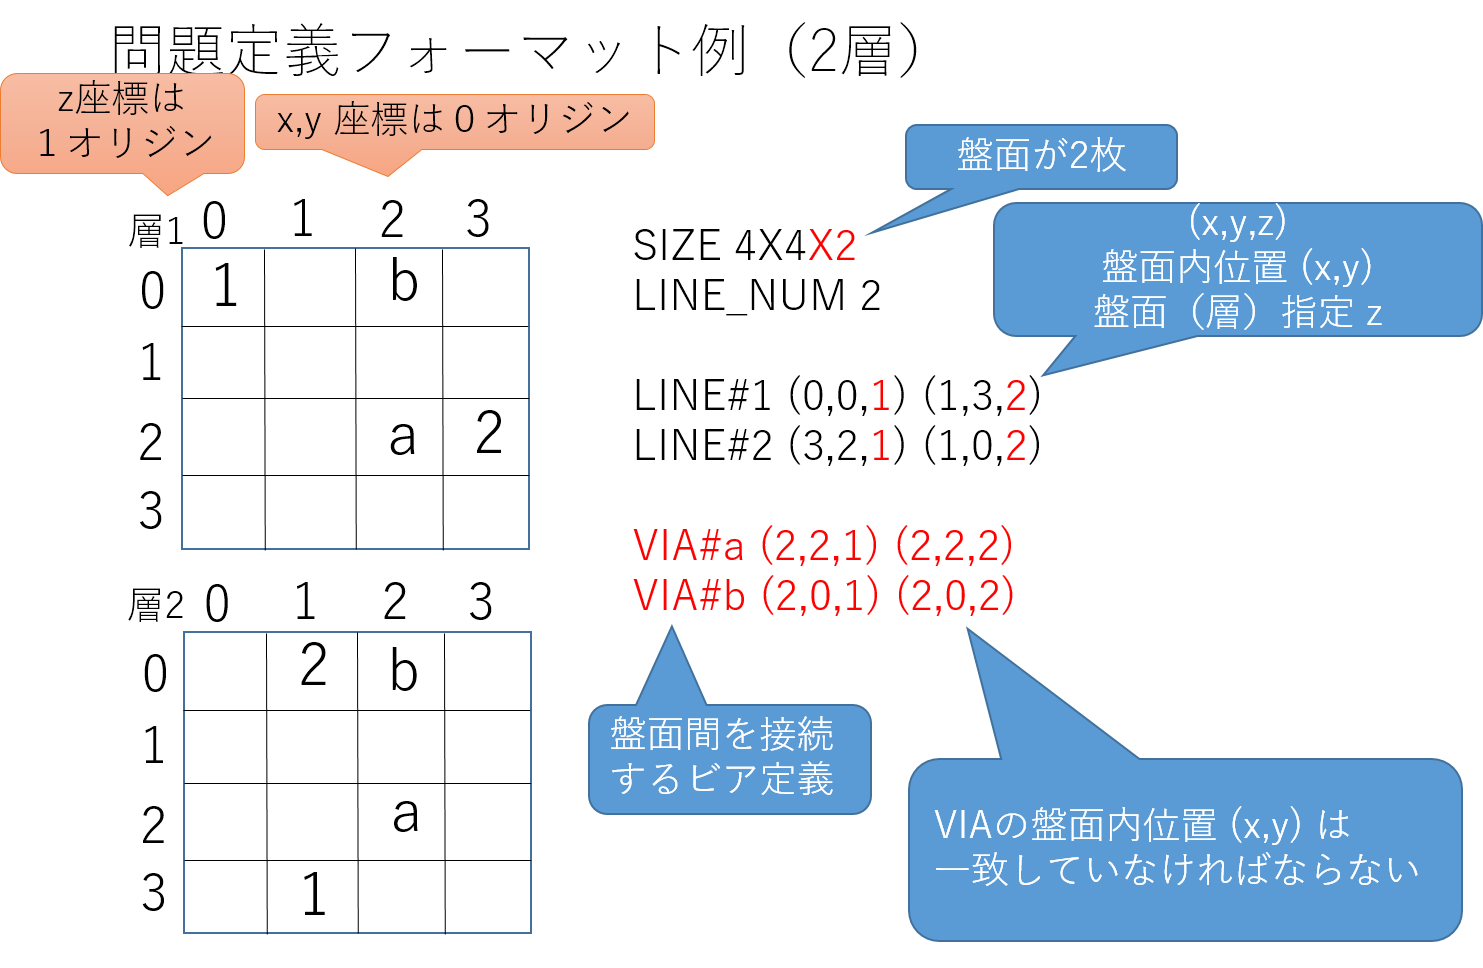 問題定義フォーマット例（2層）
z座標は
1オリジン
x,y 座標は 0 オリジン
層1 0 1 2 3
0 1 b
1
2 a 2
3
層2 0 1 2 3
0 2 b
1
2 a
3 1
盤面が2枚
SIZE 4X4X2
LINE_NUM 2
(x,y,z)
盤面内位置 (x,y)
盤面（層）指定 z
LINE#1 (0,0,1) (1,3,2)
LINE#2 (3,2,1) (1,0,2)
VIA#a (2,2,1) (2,2,2)
VIA#b (2,0,1) (2,0,2)
盤面間を接続
するビア定義
VIAの盤面内位置 (x,y) は
一致していなければならない